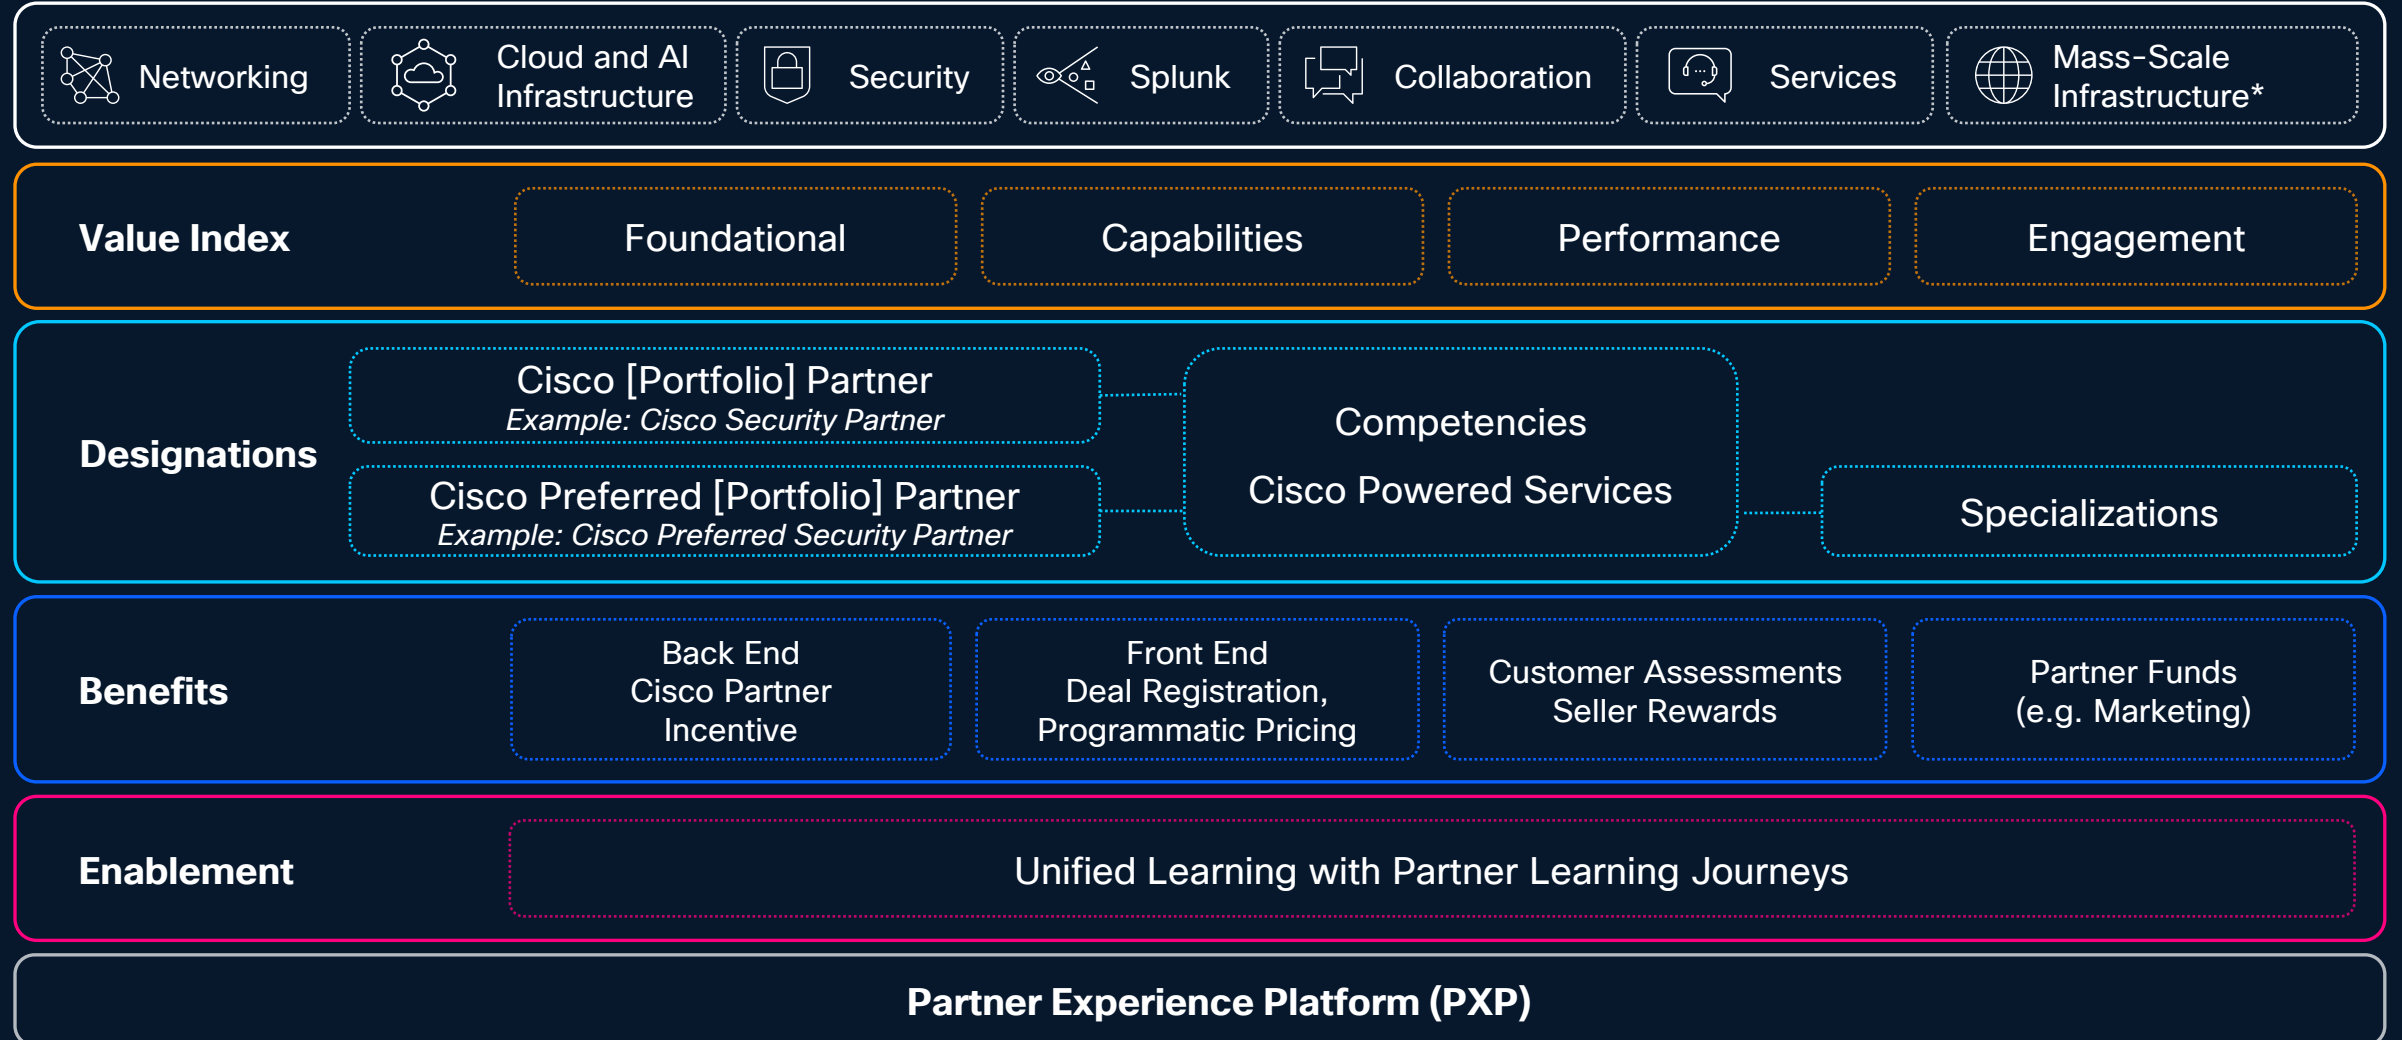 Networking
Cloud and AI
Infrastructure
Security
Splunk
Collaboration
Services
Mass-Scale
Infrastructure*
Value Index
Foundational
Capabilities
Performance
Engagement
Designations
Cisco [Portfolio] Partner
Example: Cisco Security Partner
Cisco Preferred [Portfolio] Partner
Example: Cisco Preferred Security Partner
Competencies
Cisco Powered Services
Specializations
Benefits
Back End
Cisco Partner
Incentive
Front End
Deal Registration,
Programmatic Pricing
Customer Assessments
Seller Rewards
Partner Funds
(e.g. Marketing)
Enablement
Unified Learning with Partner Learning Journeys
Partner Experience Platform (PXP)